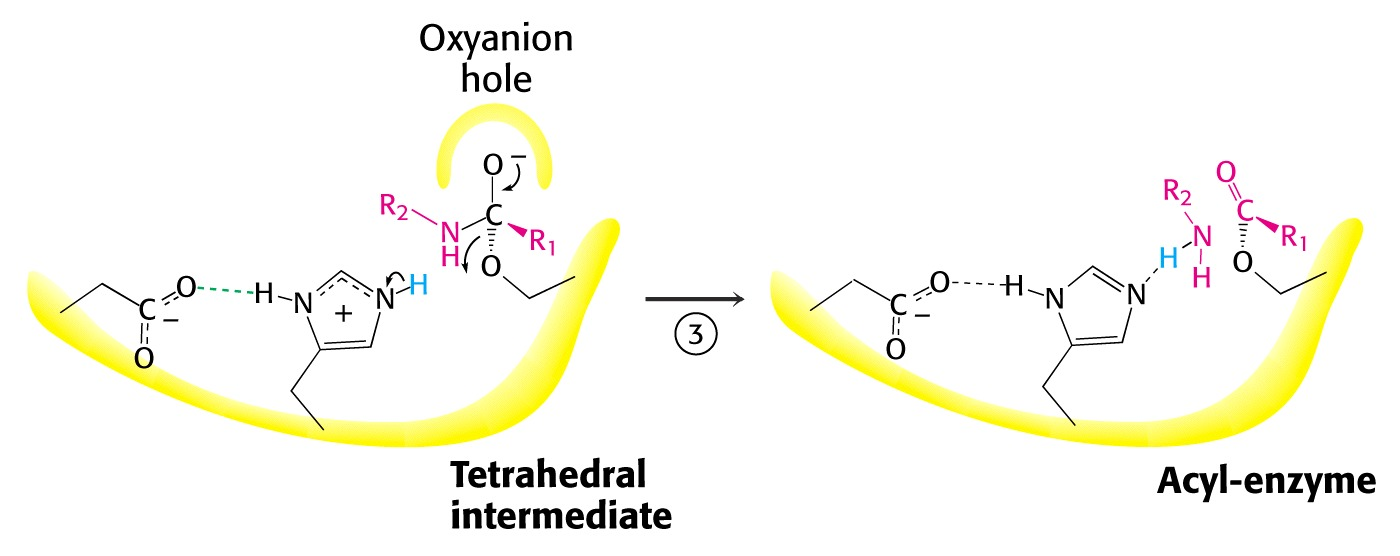 Oxyanion
hole
O −
R2
N
H
C
R1
O
O
C
−
O
H
N
+
N
H
3
R2
H
N
H
O
C
R1
O
O
C
−
O
H
N
N
Tetrahedral
intermediate
Acyl-enzyme